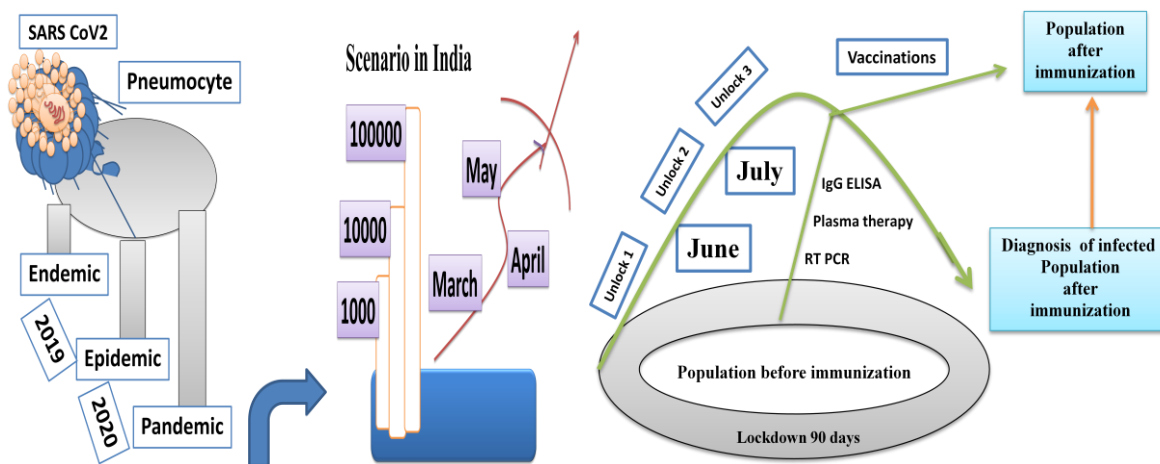 SARS CoV2
Pneumocyte
Endemic
2019
Epidemic
2020
Pandemic
Scenario in India
100000
10000
1000
May
April
March
Unlock 3
Unlock 2
Unlock 1
July
June
Vaccinations
IgG ELISA
Plasma therapy
RT PCR
Population before immunization
Lockdown 90 days
Population
after
immunization
Diagnosis of infected
Population
after
immunization